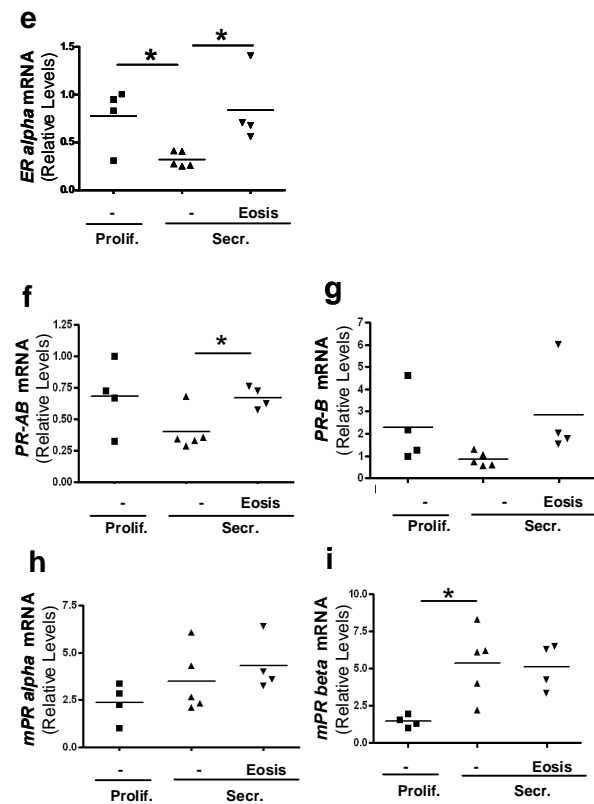 e
ER alpha mRNA
(Relative Levels)
1.5
1.0
0.5
0.0
*
*
- - Eosis
Prolif. Secr.
f
PR-AB mRNA
(Relative Levels)
1.25
1.00
0.75
0.50
0.25
0.00
*
- - Eosis
Prolif. Secr.
g
PR-B mRNA
(Relative Levels)
7
6
5
4
3
2
1
0
- - Eosis
Prolif. Secr.
h
mPR alpha mRNA
(Relative Levels)
7.5
5.0
2.5
0.0
- - Eosis
Prolif. Secr.
i
mPR beta mRNA
(Relative Levels)
10.0
7.5
5.0
2.5
0.0
*
- - Eosis
Prolif. Secr.